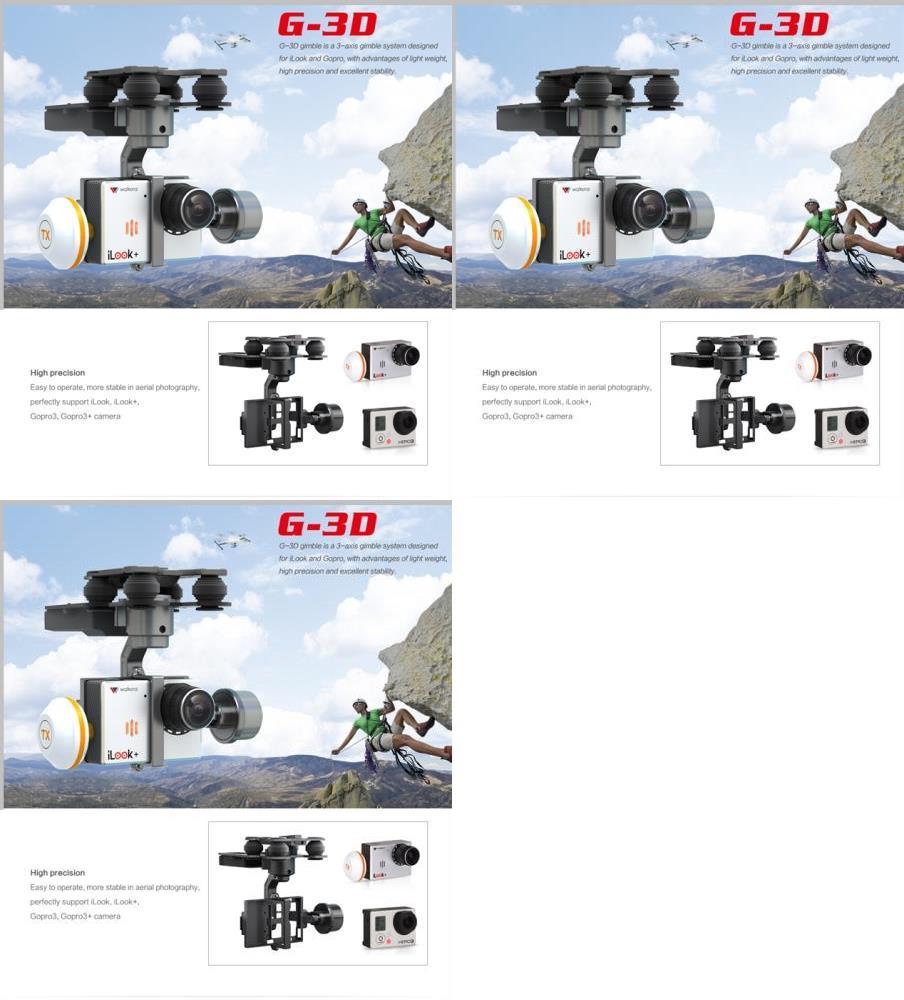 G-3D
G-3D gimble is a 3-axis gimble system designed
for iLook and Gopro, with advantages of light weight,
high precision and excellent stability.
walkera
TX
iLook+
High precision
Easy to operate, more stable in aerial photography,
perfectly support iLook, iLook+,
Gopro3, Gopro3+ camera
iLook+
HERO3
G-3D
G-3D gimble is a 3-axis gimble system designed
for iLook and Gopro, with advantages of light weight,
high precision and excellent stability.
walkera
TX
iLook+
High precision
Easy to operate, more stable in aerial photography,
perfectly support iLook, iLook+,
Gopro3, Gopro3+ camera
iLook+
HERO3
G-3D
G-3D gimble is a 3-axis gimble system designed
for iLook and Gopro, with advantages of light weight,
high precision and excellent stability.
walkera
TX
iLook+
High precision
Easy to operate, more stable in aerial photography,
perfectly support iLook, iLook+,
Gopro3, Gopro3+ camera
iLook+
HERO3